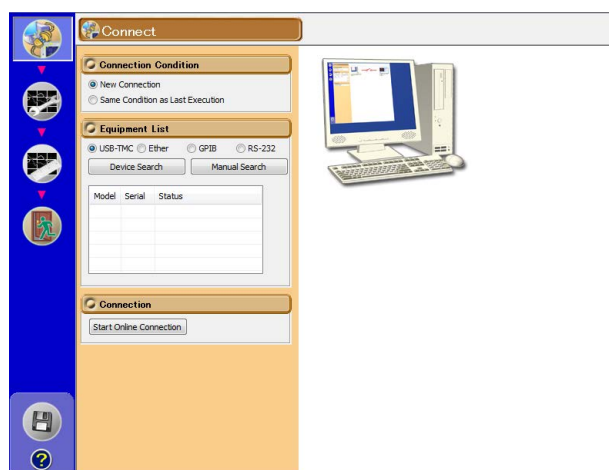 Connect
Connection Condition
New Connection
Same Condition as Last Execution
Equipment List
USB-TMC Ether GPIB RS-232
Device Search Manual Search
Model Serial Status
Connection
Start Online Connection
?